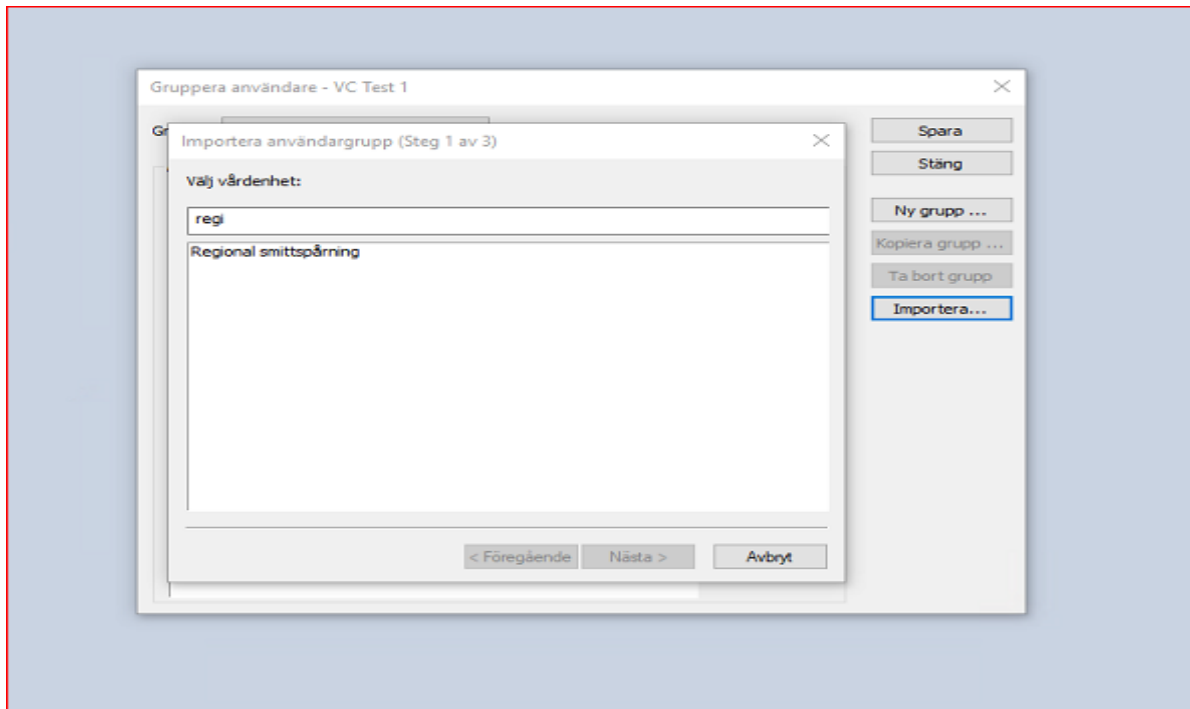 Gruppera användare - VC Test 1
Gr
Spara
Importera användargrupp (Steg 1 av 3)
Stäng
Välj vårdenhet:
regi
Ny grupp ...
Regional smittspårning
Kopiera grupp ...
Ta bort grupp
Importera...
< Föregående
Nästa >
Avbryt